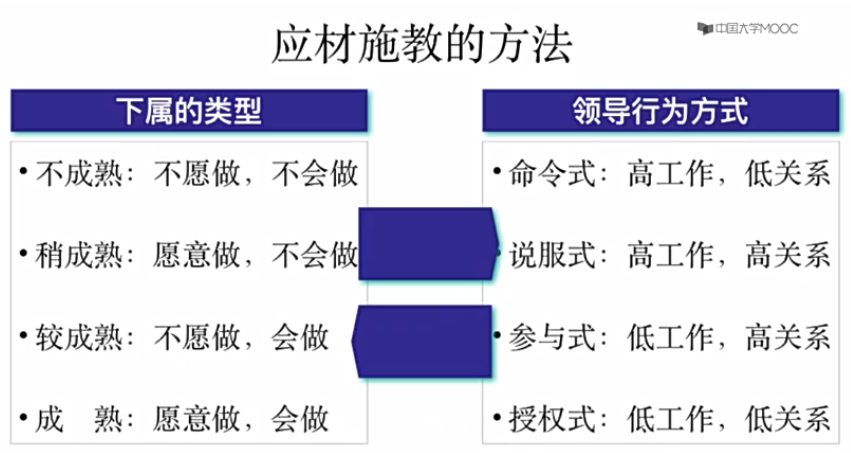 中国大学MOOC
应材施教的方法
下属的类型
领导行为方式
•不成熟：不愿做，不会做
•命令式：高工作，低关系
•稍成熟：愿意做，不会做
•说服式：高工作，高关系
•较成熟：不愿做，会做
•参与式：低工作，高关系
•成 熟：愿意做，会做
•授权式：低工作，低关系